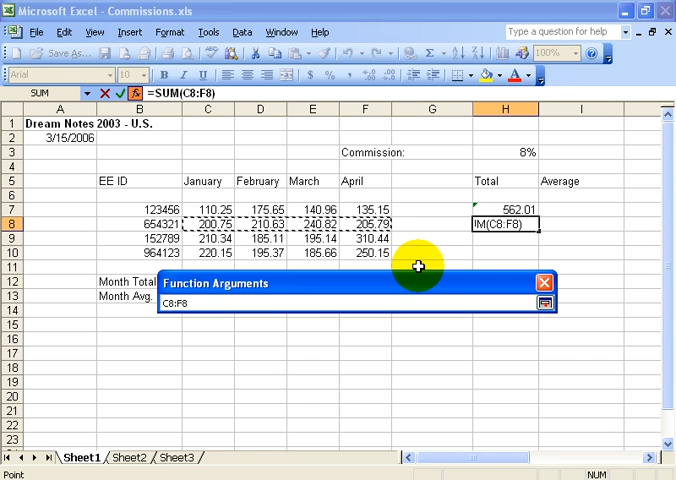 Microsoft Excel - Commissions.xls
File Edit View Insert Format Tools Data Window Help Type a question for help
Save As... 100%
Arial 10 B I U $ % , A
SUM =SUM(C8:F8)
A B C D E F G H I
1 Dream Notes 2003 - U.S.
2 3/15/2006
3 Commission: 8%
4
5 EE ID January February March April Total Average
6
7 123456 110.25 175.65 140.96 135.15 562.01
8 654321 200.75 210.63 240.82 205.79 IM(C8:F8)
9 152789 210.34 185.11 195.14 310.44
10 964123 220.15 195.37 185.66 250.15
11
12 Month Total Function Arguments
13 Month Avg. C8:F8
14
15
16
17
18
19
20
21
22
23
Sheet1 Sheet2 Sheet3
Point NUM